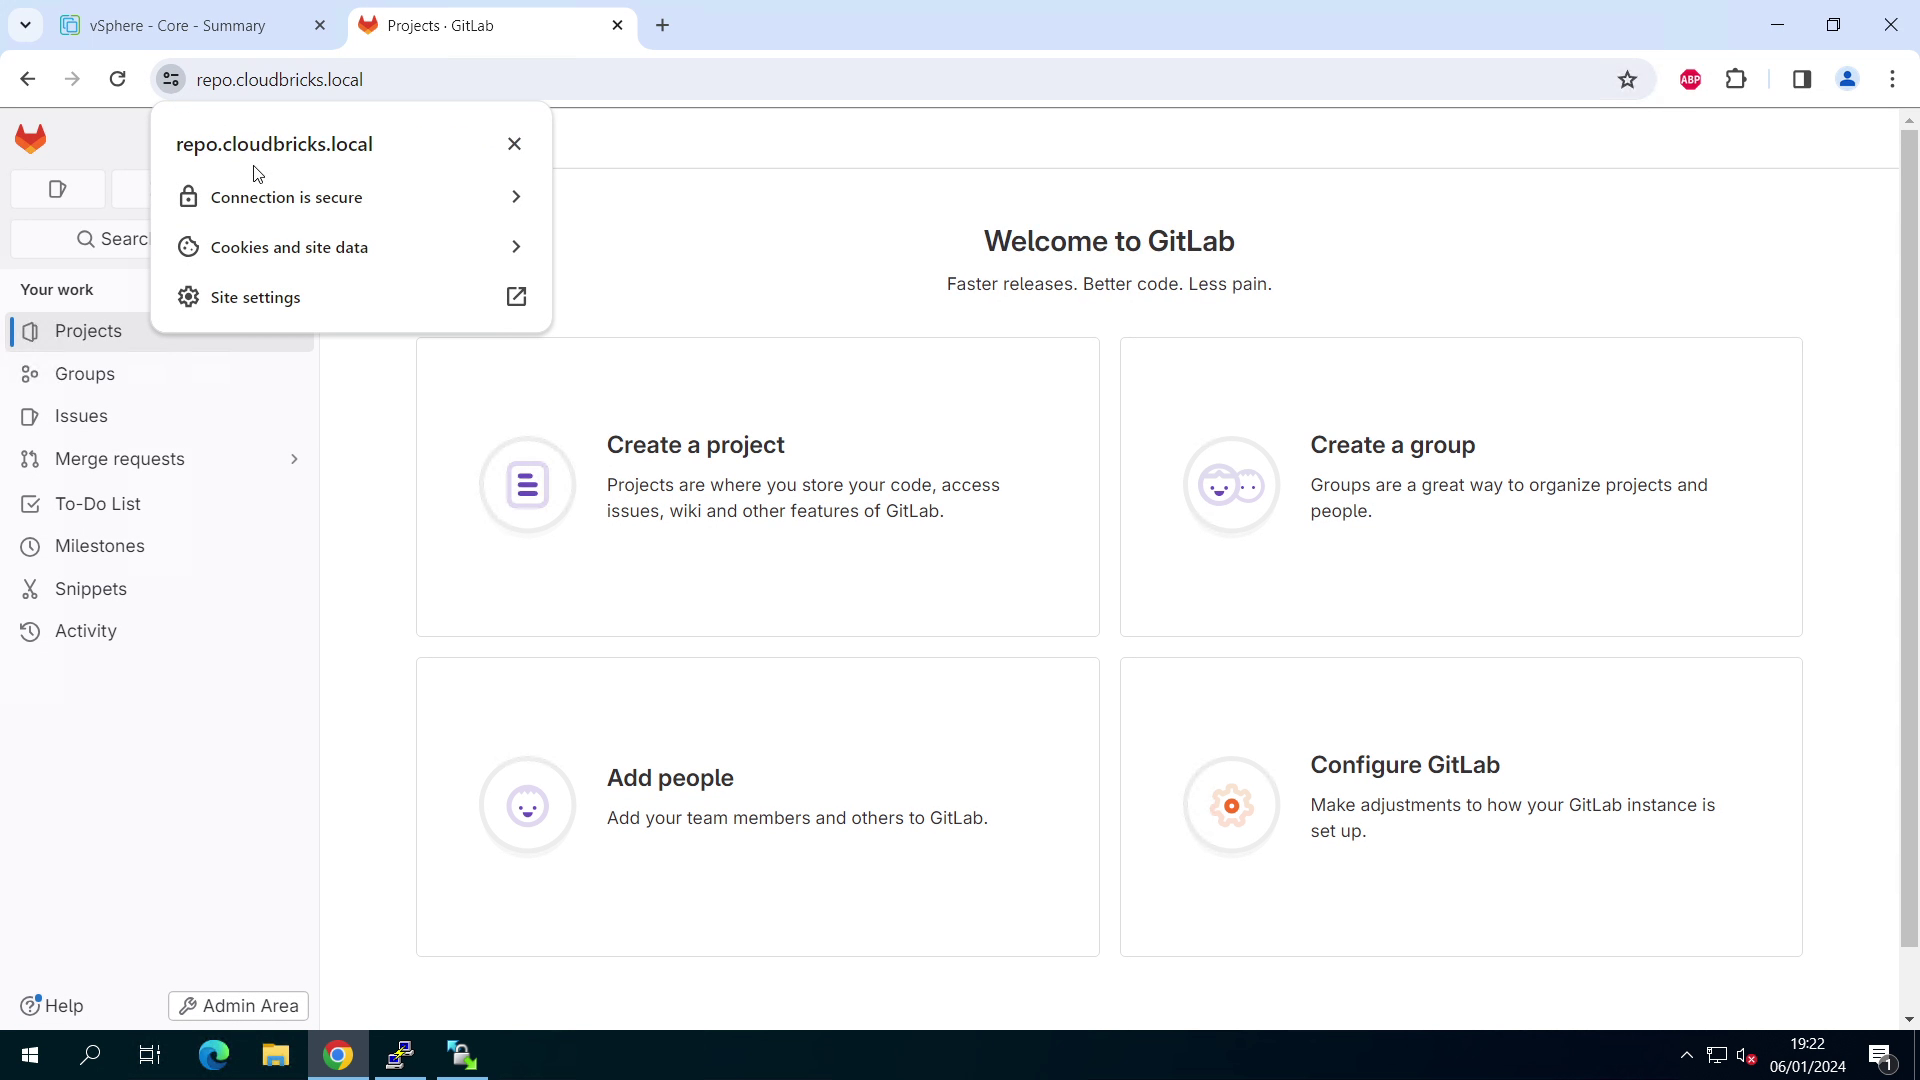 vSphere - Core - Summary
Projects · GitLab
repo.cloudbricks.local
ABP
repo.cloudbricks.local
Connection is secure
Cookies and site data
Site settings
Searc
Your work
Projects
Groups
Issues
Merge requests
To-Do List
Milestones
Snippets
Activity
Help
Admin Area
Welcome to GitLab
Faster releases. Better code. Less pain.
Create a project
Projects are where you store your code, access
issues, wiki and other features of GitLab.
Create a group
Groups are a great way to organize projects and
people.
Add people
Add your team members and others to GitLab.
Configure GitLab
Make adjustments to how your GitLab instance is
set up.
19:22
06/01/2024
1